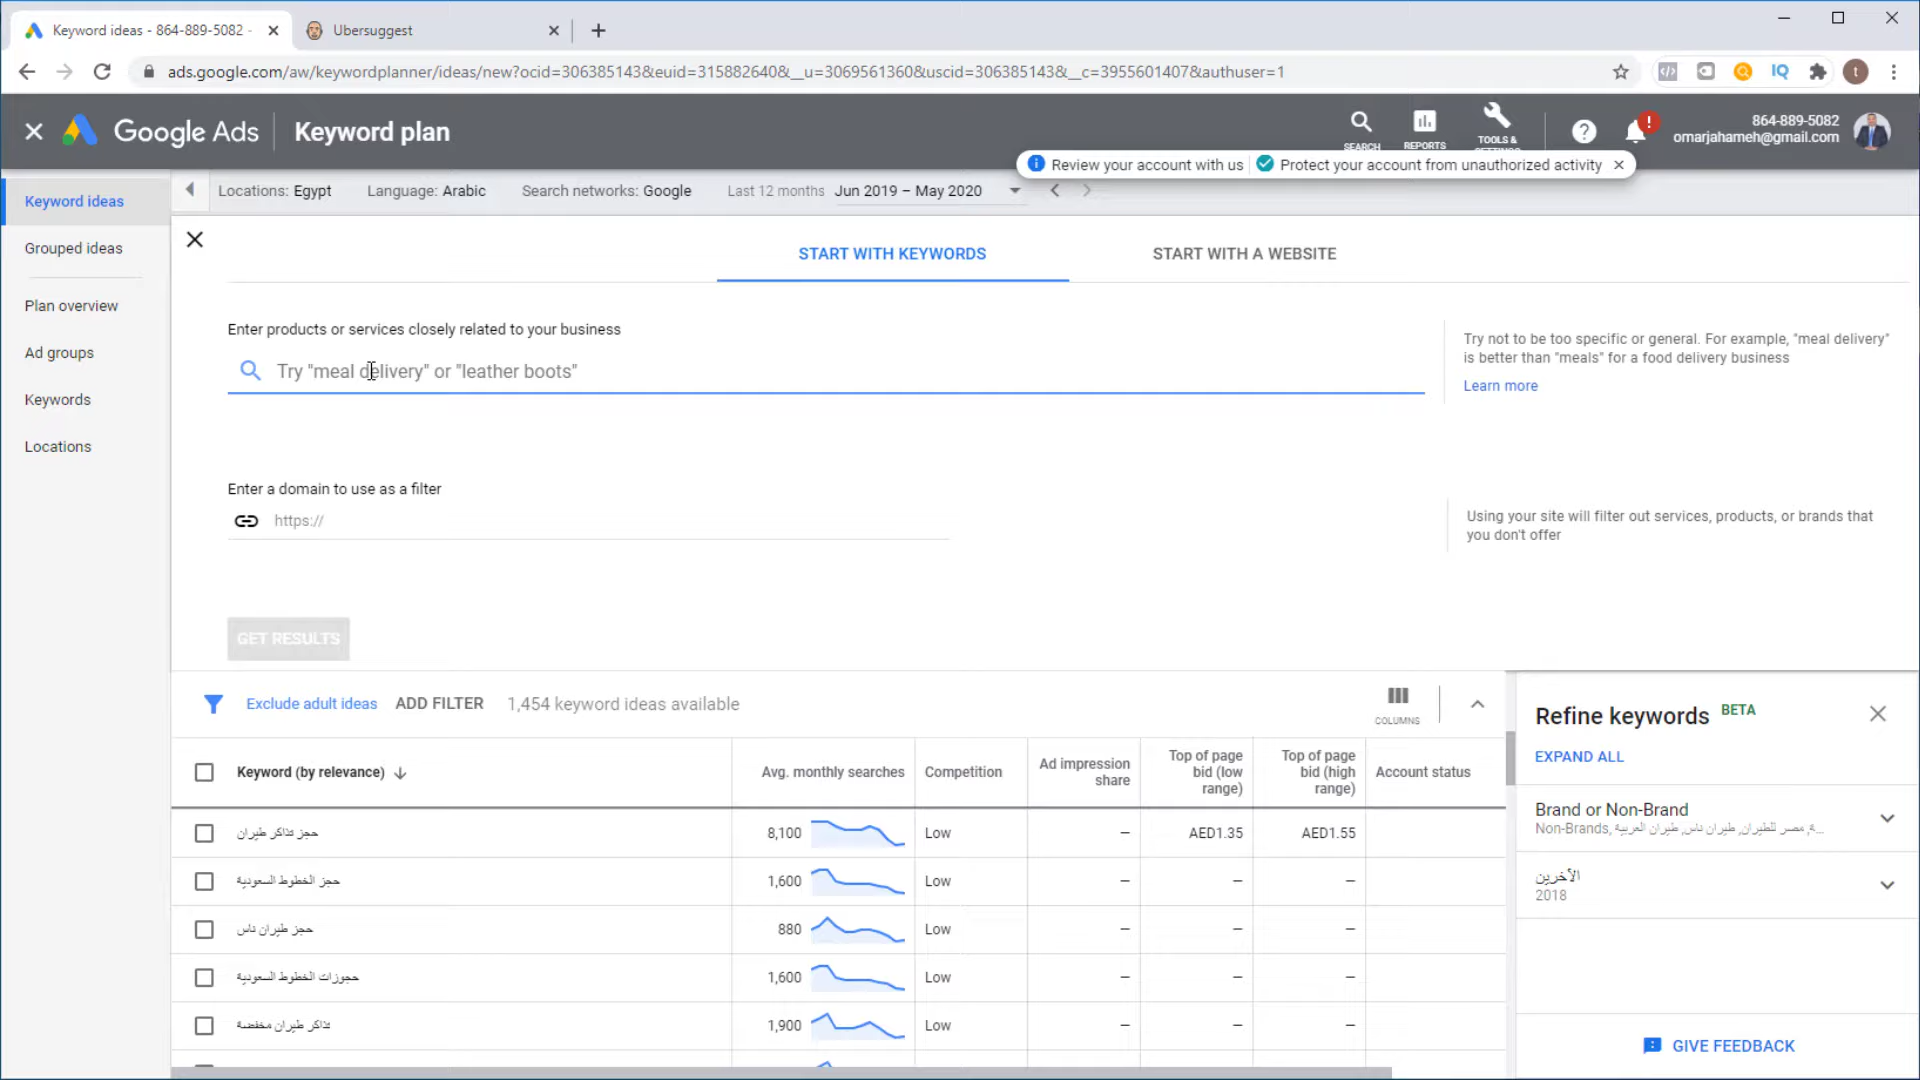 Keyword ideas - 864-889-5082 -
Ubersuggest
ads.google.com/aw/keywordplanner/ideas/new?ocid=306385143&euid=315882640&__u=3069561360&uscid=306385143&__c=3955601407&authuser=1
IQ
t
Google Ads
Keyword plan
SEARCH
REPORTS
TOOLS &
SETTINGS
864-889-5082
omarjahameh@gmail.com
Review your account with us
Protect your account from unauthorized activity
Keyword ideas
Grouped ideas
Plan overview
Ad groups
Keywords
Locations
Locations: Egypt
Language: Arabic
Search networks: Google
Last 12 months
Jun 2019 – May 2020
START WITH KEYWORDS
START WITH A WEBSITE
Enter products or services closely related to your business
Try "meal delivery" or "leather boots"
Try not to be too specific or general. For example, "meal delivery"
is better than "meals" for a food delivery business
Learn more
Enter a domain to use as a filter
https://
Using your site will filter out services, products, or brands that
you don't offer
GET RESULTS
Exclude adult ideas
ADD FILTER
1,454 keyword ideas available
COLUMNS
Keyword (by relevance)
Avg. monthly searches
Competition
Ad impression
share
Top of page
bid (low
range)
Top of page
bid (high
range)
Account status
حجز تذاكر طيران
8,100
Low
–
AED1.35
AED1.55
حجز الخطوط السعودية
1,600
Low
–
–
–
حجز طيران ناس
880
Low
–
–
–
حجوزات الخطوط السعودية
1,600
Low
–
–
–
تذاكر طيران مخفضة
1,900
Low
–
–
–
Refine keywords BETA
EXPAND ALL
Brand or Non-Brand
Non-Brands, مصر للطيران, طيران ناس, طيران العربية...
الأخرين
2018
GIVE FEEDBACK